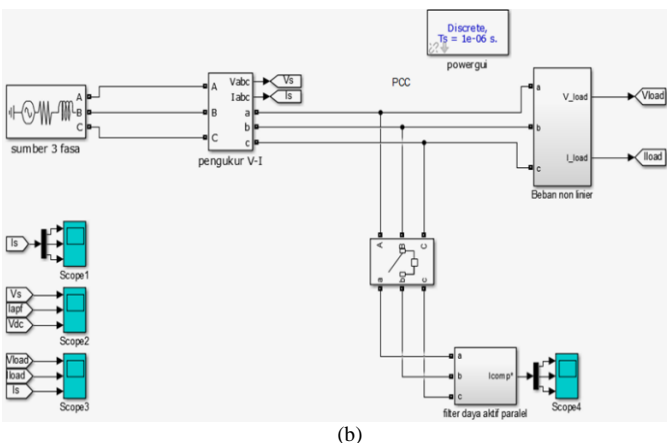 Discrete,
Ts = 1e-06 s.
powergui
PCC
A
B
C
sumber 3 fasa
A
B
C
Vabc
Iabc
a
b
c
pengukur V-I
Vs
Is
a
b
c
V_load
I_load
Beban non linier
Vload
Iload
A
B
C
a
b
c
Is
Scope1
Vs
Iapf
Vdc
Scope2
Vload
Iload
Is
Scope3
a
b
c
Icomp*
filter daya aktif paralel
Scope4
(b)